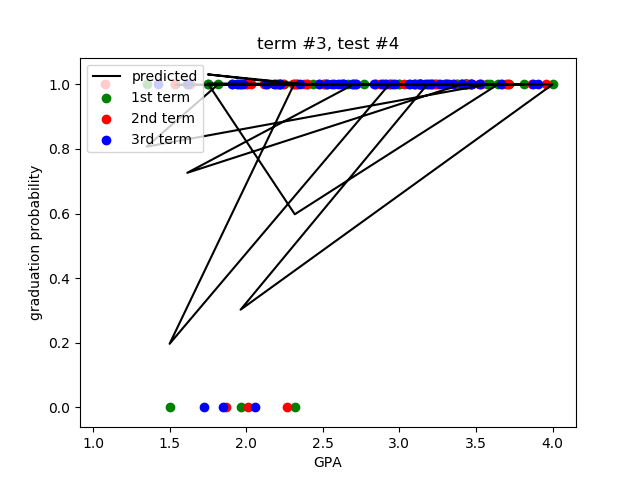 term #3, test #4
predicted
1st term
2nd term
3rd term
graduation probability
1.0
0.8
0.6
0.4
0.2
0.0
1.0 1.5 2.0 2.5 3.0 3.5 4.0
GPA